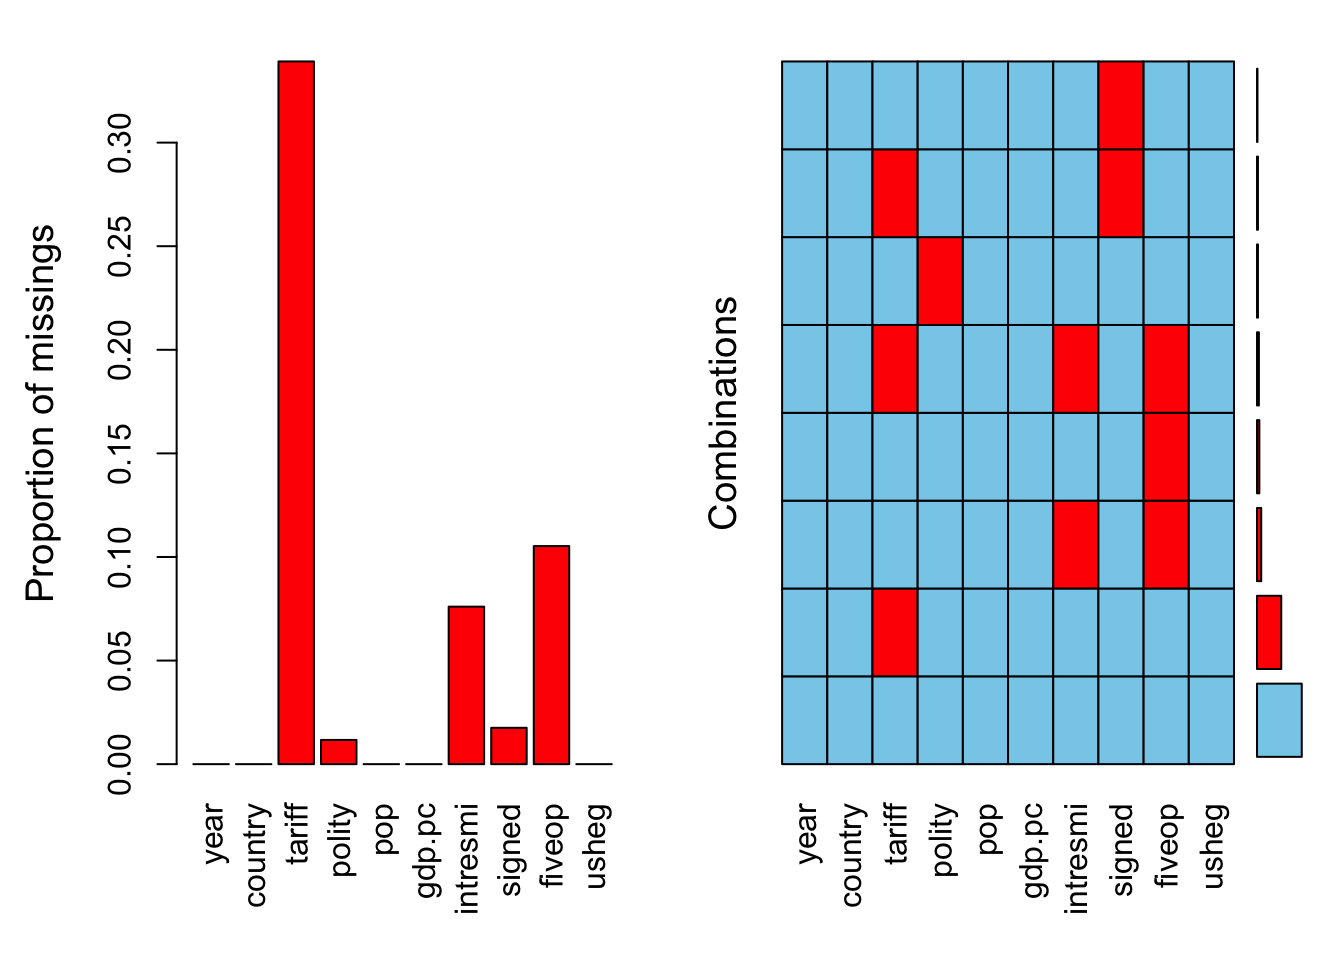 Proportion of missings
0.30
0.25
0.20
0.15
0.10
0.05
0.00
year
country
tariff
polity
pop
gdp.pc
intresmi
signed
fiveop
usheg
Combinations
year
country
tariff
polity
pop
gdp.pc
intresmi
signed
fiveop
usheg